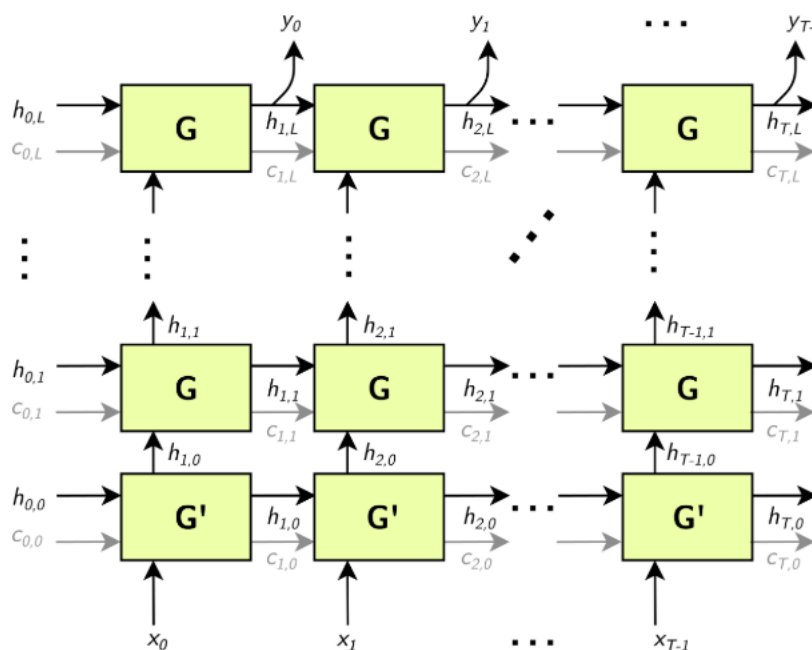 y0 y1 ... yT-
h0,L G h1,L G h2,L ... G hT,L
c0,L c1,L c2,L cT,L
h1,1 h2,1 hT-1,1
h0,1 G h1,1 G h2,1 ... G hT,1
c0,1 c1,1 c2,1 cT,1
h1,0 h2,0 hT-1,0
h0,0 G' h1,0 G' h2,0 ... G' hT,0
c0,0 c1,0 c2,0 cT,0
x0 x1 ... xT-1